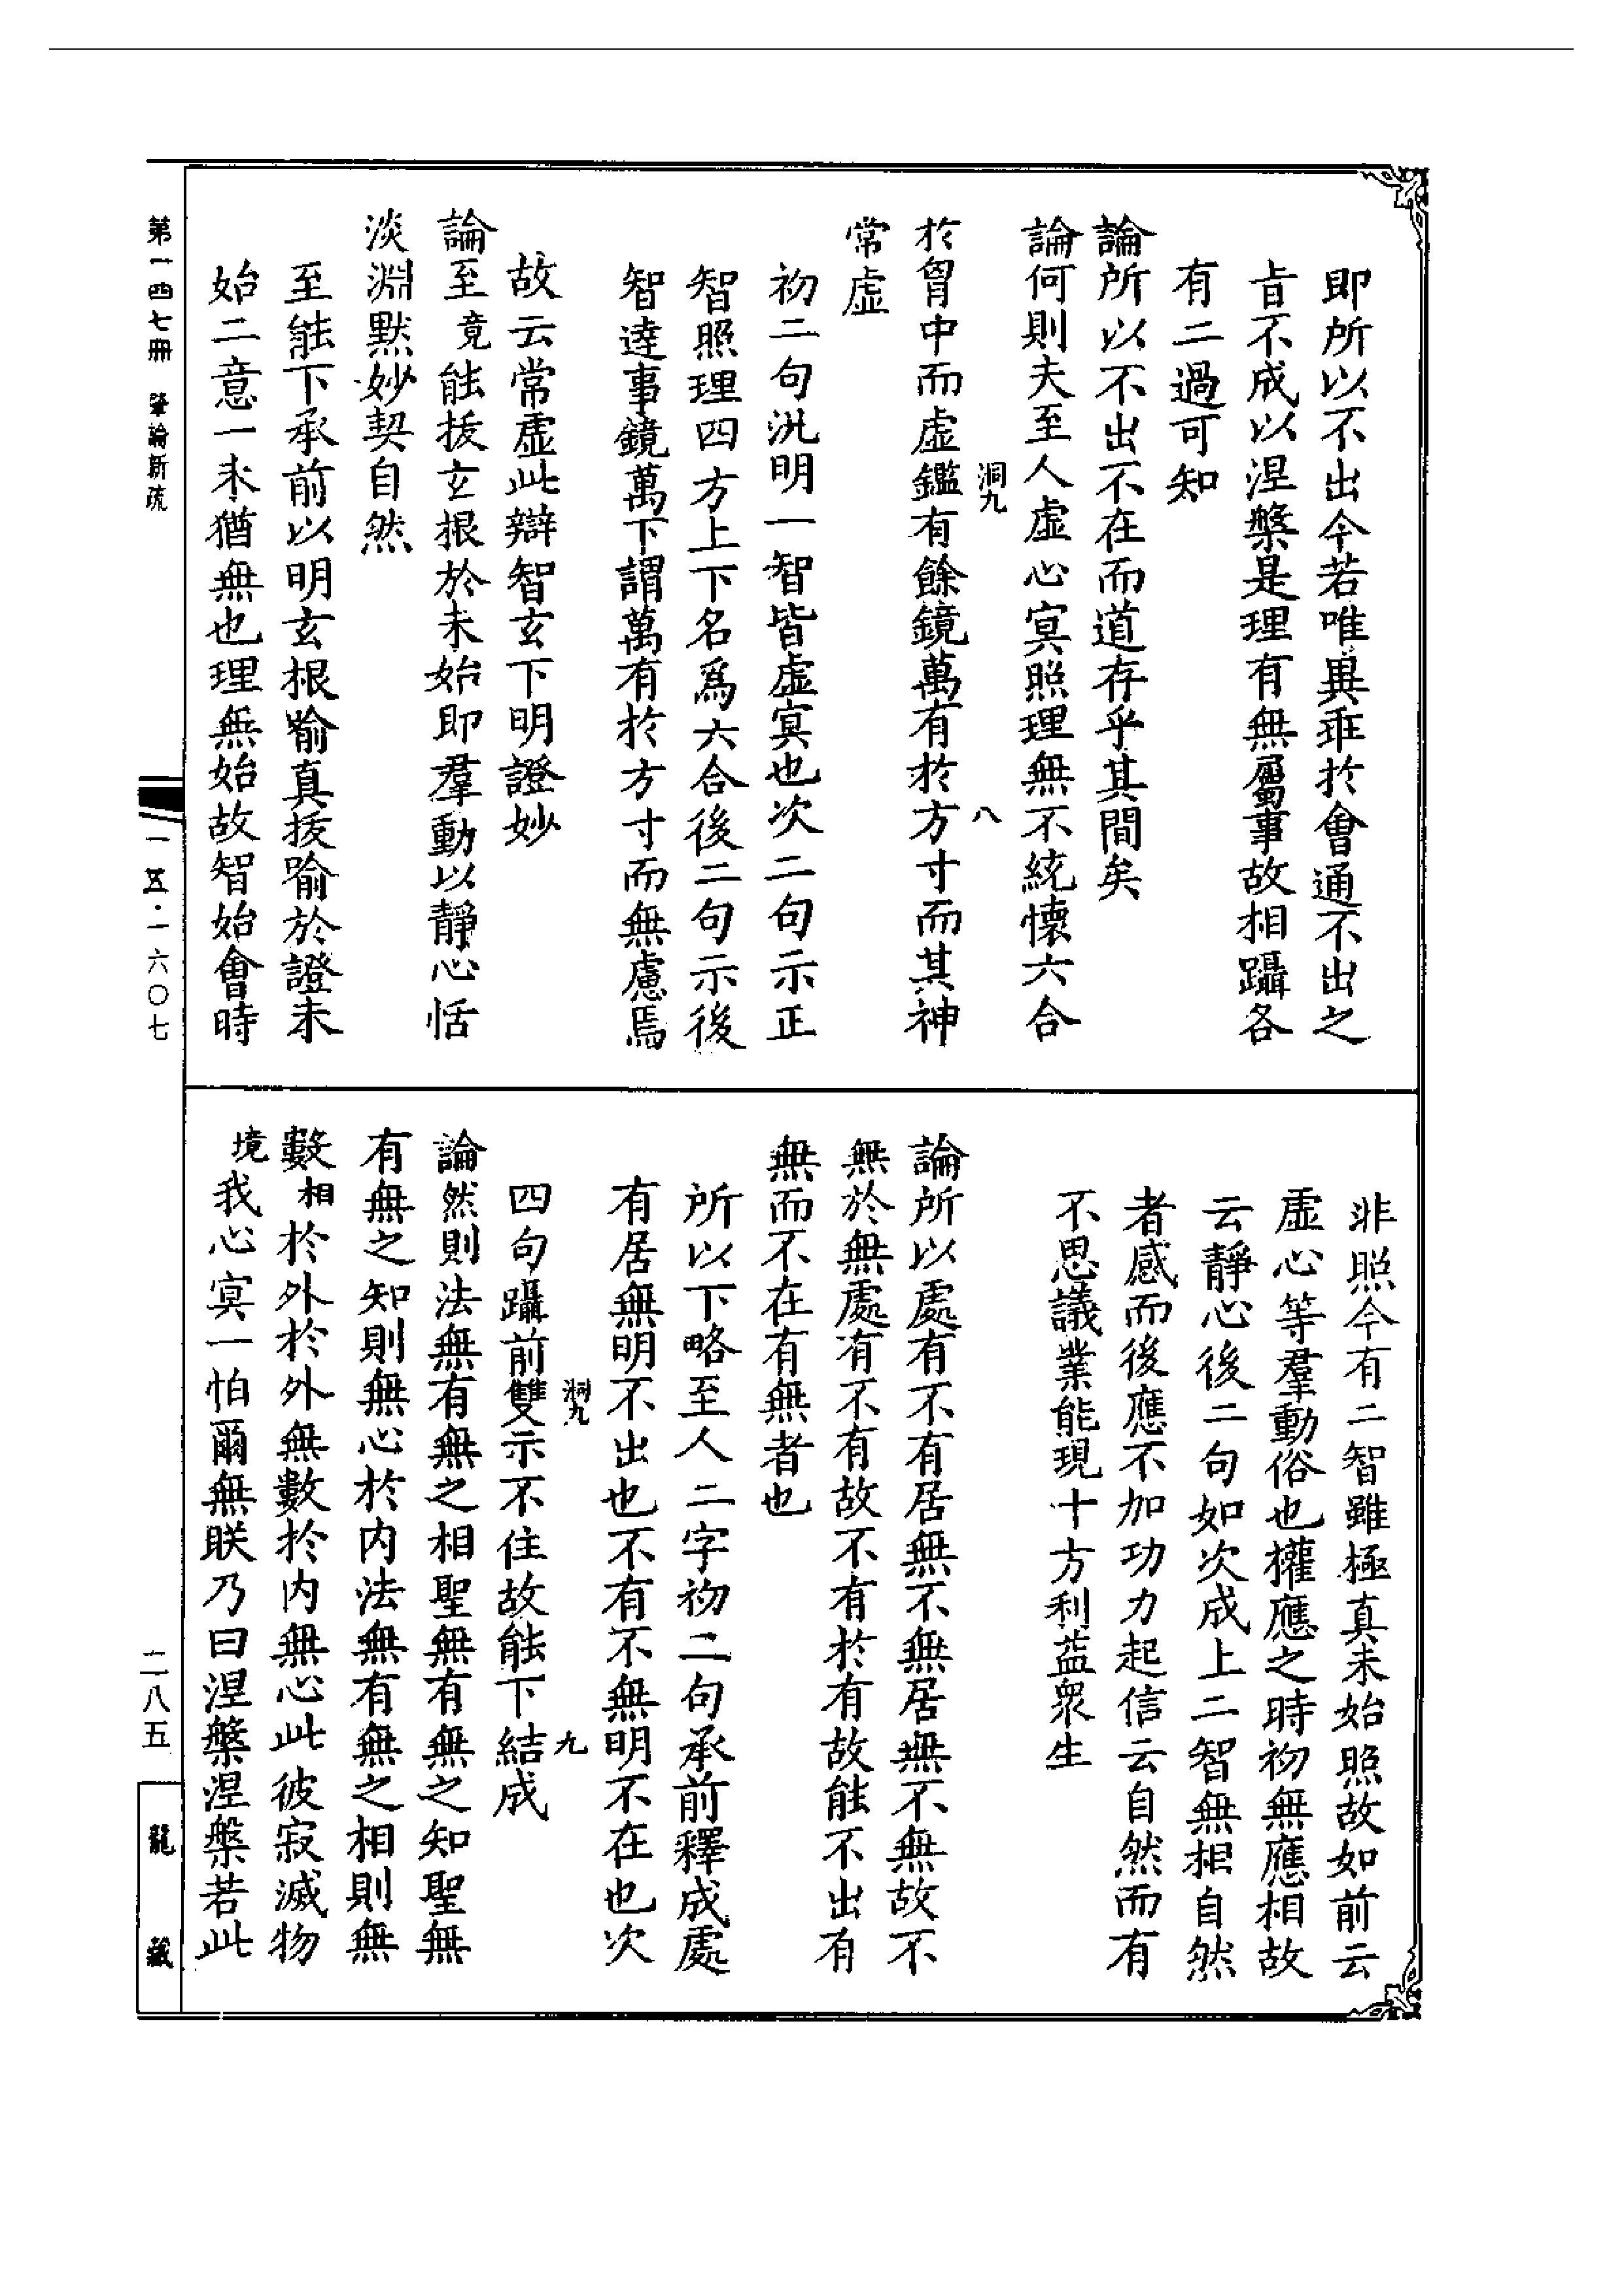 即所以不出今若唯異乖於會通不出之
㫖不成以涅槃是理有無屬事故相躡各
有二過可知
論所以不出不在而道存乎其間矣
論何則夫至人虛心冥照理無不統懷六合
洞九
八
於胷中而虛鑑有餘鏡萬有於方寸而其神
常虛
初二句汎明一智皆虛冥也次二句示正
智照理四方上下名爲六合後二句示後
智達事鏡萬下謂萬有於方寸而無慮焉
故云常虛此辯智玄下明證妙
論至竟能拔玄根於未始即羣動以靜心恬
淡淵默妙契自然
至能下承前以明玄根喻真拔喻於證未
始二意一未猶無也理無始故智始會時
第一四七冊 肇論新疏
一五·一六〇七
非照今有二智雖極真未始照故如前云
虛心等羣動俗也權應之時初無應相故
云靜心後二句如次成上二智無相自然
者感而後應不加功力起信云自然而有
不思議業能現十方利益衆生
論所以處有不有居無不無居無不無故不
無於無處有不有故不有於有故能不出有
無而不在有無者也
所以下略至人二字初二句承前釋成處
有居無明不出也不有不無明不在也次
洞九
九
四句躡前雙示不住故能下結成
論然則法無有無之相聖無有無之知聖無
有無之知則無心於内法無有無之相則無
數相於外於外無數於内無心此彼寂滅物
境我心冥一怕爾無朕乃曰涅槃涅槃若此
二八五
龍藏